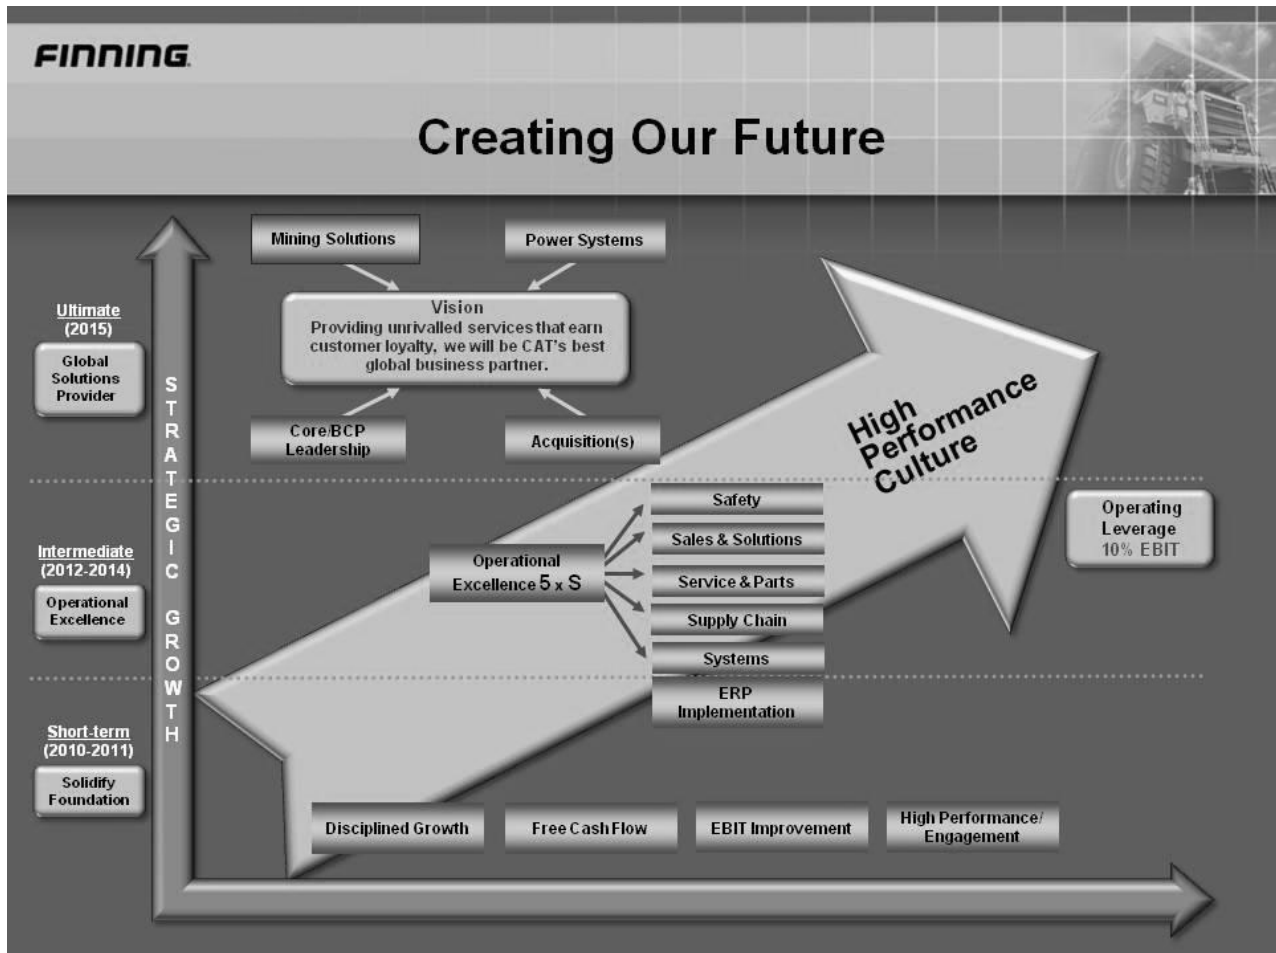 FINNING
Creating Our Future
Mining Solutions
Power Systems
Vision
Providing unrivalled services that earn
customer loyalty, we will be CAT's best
global business partner.
Core/BCP
Leadership
Acquisition(s)
Ultimate
(2015)
Global
Solutions
Provider
STRATEGIC GROWTH
High
Performance
Culture
Intermediate
(2012-2014)
Operational
Excellence
Operational
Excellence 5 x S
Safety
Sales & Solutions
Service & Parts
Supply Chain
Systems
ERP
Implementation
Operating
Leverage
10% EBIT
Short-term
(2010-2011)
Solidify
Foundation
Disciplined Growth
Free Cash Flow
EBIT Improvement
High Performance/
Engagement